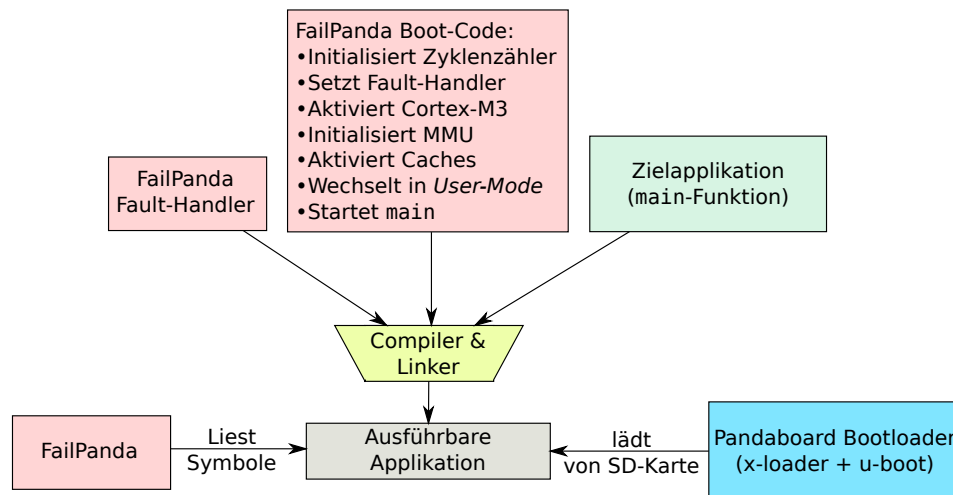 FailPanda Boot-Code:
•Initialisiert Zyklenzähler
•Setzt Fault-Handler
•Aktiviert Cortex-M3
•Initialisiert MMU
•Aktiviert Caches
•Wechselt in User-Mode
•Startet main
FailPanda
Fault-Handler
Zielapplikation
(main-Funktion)
Compiler &
Linker
FailPanda
Liest
Symbole
Ausführbare
Applikation
lädt
von SD-Karte
Pandaboard Bootloader
(x-loader + u-boot)